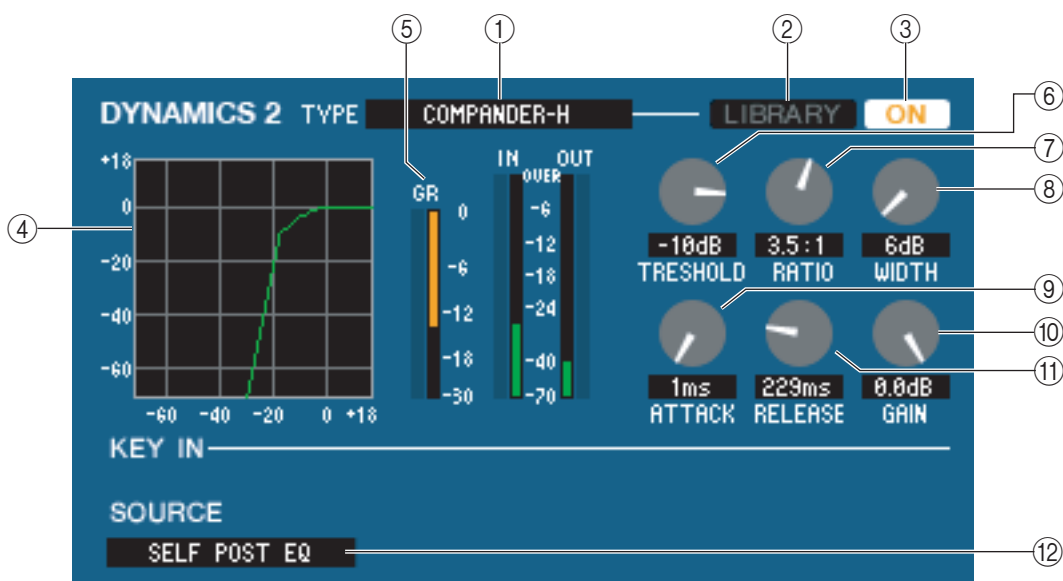 ⑤ ① ② ③
DYNAMICS 2 TYPE COMPANDER-H LIBRARY ON
⑥
⑦
⑧
④
⑨
⑩
⑪
+18
0
-20
-40
-60
-60 -40 -20 0 +18
GR
0
-6
-12
-18
-30
IN OUT
OVER
-6
-12
-18
-24
-40
-70
-10dB 3.5:1 6dB
TRESHOLD RATIO WIDTH
1ms 229ms 0.0dB
ATTACK RELEASE GAIN
KEY IN
SOURCE
SELF POST EQ ⑫